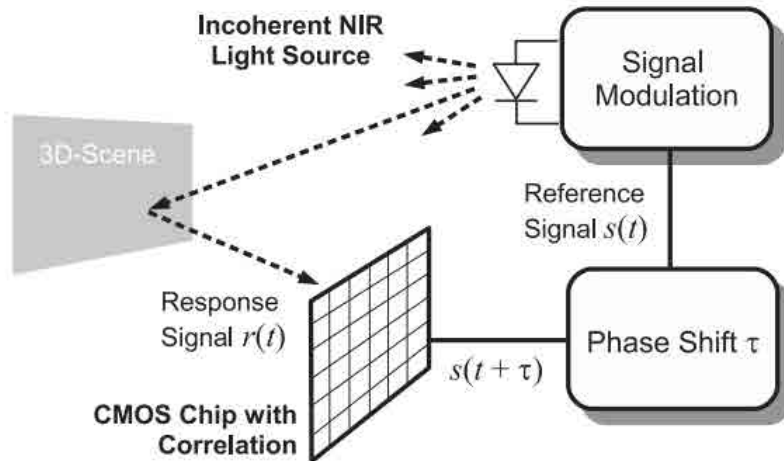 Incoherent NIR
Light Source
Signal
Modulation
3D-Scene
Reference
Signal s(t)
Response
Signal r(t)
Phase Shift τ
s(t + τ)
CMOS Chip with
Correlation